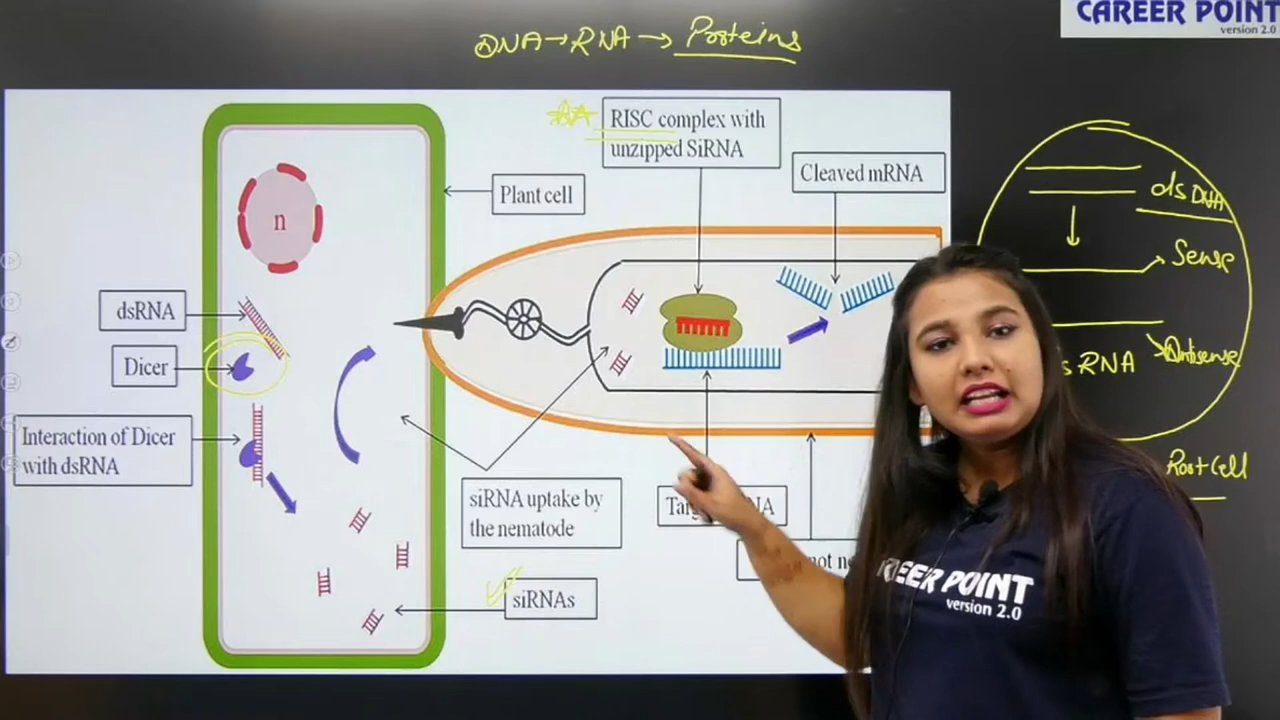 CAREER POINT
version 2.0
DNA → RNA → Proteins
RISC complex with
unzipped SiRNA
Cleaved mRNA
Plant cell
n
dsRNA
Dicer
Interaction of Dicer
with dsRNA
siRNA uptake by
the nematode
siRNAs
not
ds DNA
Sense
RNA
Antisense
Root Cell
POINT
version 2.0